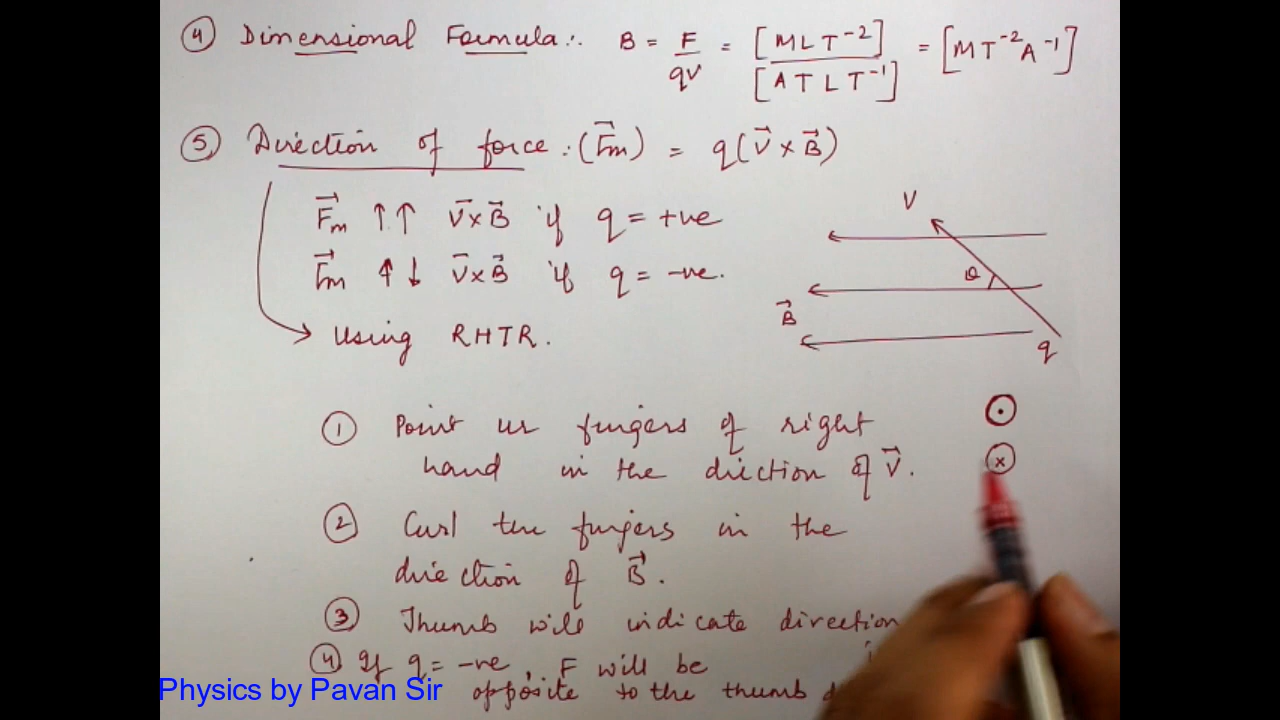 ④ Dimensional Formula :. B = F/qV = [MLT⁻²]/[ATLT⁻¹] = [MT⁻²A⁻¹]
⑤ Direction of force : (F⃗m) = q(V⃗×B⃗)
F⃗m ↑↑ V⃗×B⃗ if q = +ve
F⃗m ↑↓ V⃗×B⃗ if q = -ve.
V
θ
B⃗
q
Using RHTR.
① Point ur fingers of right
hand in the direction of V⃗.
② Curl the fingers in the
direction of B⃗.
③ Thumb will indicate direction
④ If q = -ve, F will be
opposite to the thumb
Physics by Pavan Sir